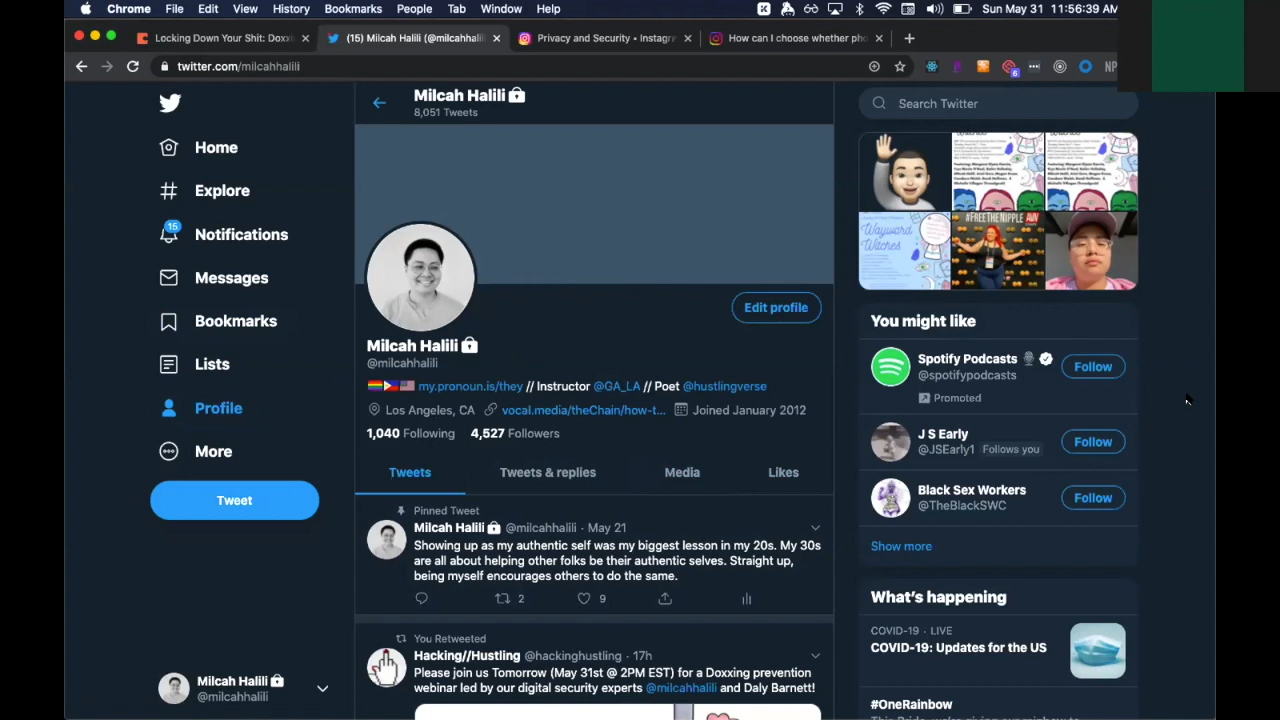 Chrome File Edit View History Bookmarks People Tab Window Help Sun May 31 11:56:39 AM
Locking Down Your Shit: Doxx
(15) Milcah Halili (@milcahhali
Privacy and Security • Instagr
How can I choose whether pho
twitter.com/milcahhalili
6
NP
Milcah Halili
8,051 Tweets
Search Twitter
Home
Explore
15
Notifications
Messages
Bookmarks
Lists
Profile
More
Tweet
Edit profile
Milcah Halili
@milcahhalili
my.pronoun.is/they // Instructor @GA_LA // Poet @hustlingverse
Los Angeles, CA vocal.media/theChain/how-t... Joined January 2012
1,040 Following 4,527 Followers
Tweets Tweets & replies Media Likes
Pinned Tweet
Milcah Halili @milcahhalili · May 21
Showing up as my authentic self was my biggest lesson in my 20s. My 30s
are all about helping other folks be their authentic selves. Straight up,
being myself encourages others to do the same.
2 9
You Retweeted
Hacking//Hustling @hackinghustling · 17h
Please join us Tomorrow (May 31st @ 2PM EST) for a Doxxing prevention
webinar led by our digital security experts @milcahhalili and Daly Barnett!
Wayward
Witches
#FREETHENIPPLE
You might like
Spotify Podcasts
@spotifypodcasts
Follow
Promoted
J S Early
@JSEarly1 Follows you
Follow
Black Sex Workers
@TheBlackSWC
Follow
Show more
What's happening
COVID-19 · LIVE
COVID-19: Updates for the US
#OneRainbow
Milcah Halili
@milcahhalili